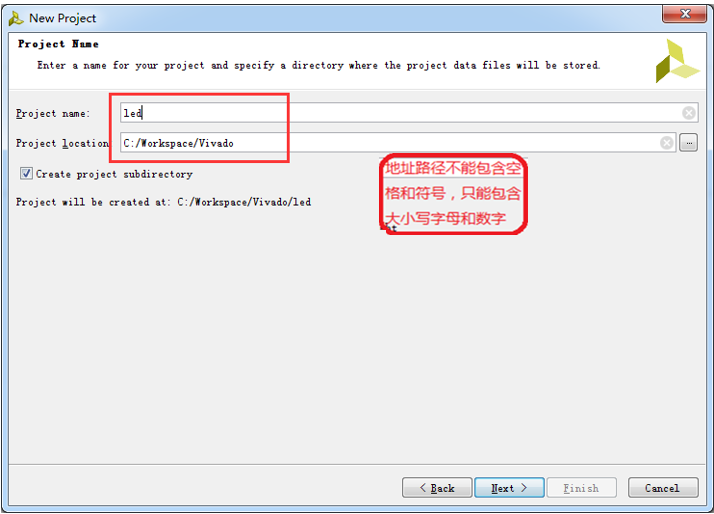 New Project
Project Name
Enter a name for your project and specify a directory where the project data files will be stored.
Project name:
led
Project location
C:/Workspace/Vivado
...
Create project subdirectory
Project will be created at: C:/Workspace/Vivado/led
地址路径不能包含空
格和符号，只能包含
大小写字母和数字
< Back
Next >
Finish
Cancel